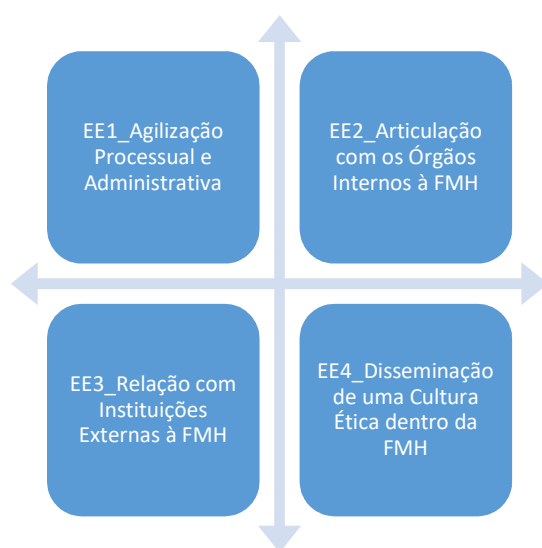 EE1_Agilização
Processual e
Administrativa
EE2_Articulação
com os Órgãos
Internos à FMH
EE3_Relação com
Instituições
Externas à FMH
EE4_Disseminação
de uma Cultura
Ética dentro da
FMH